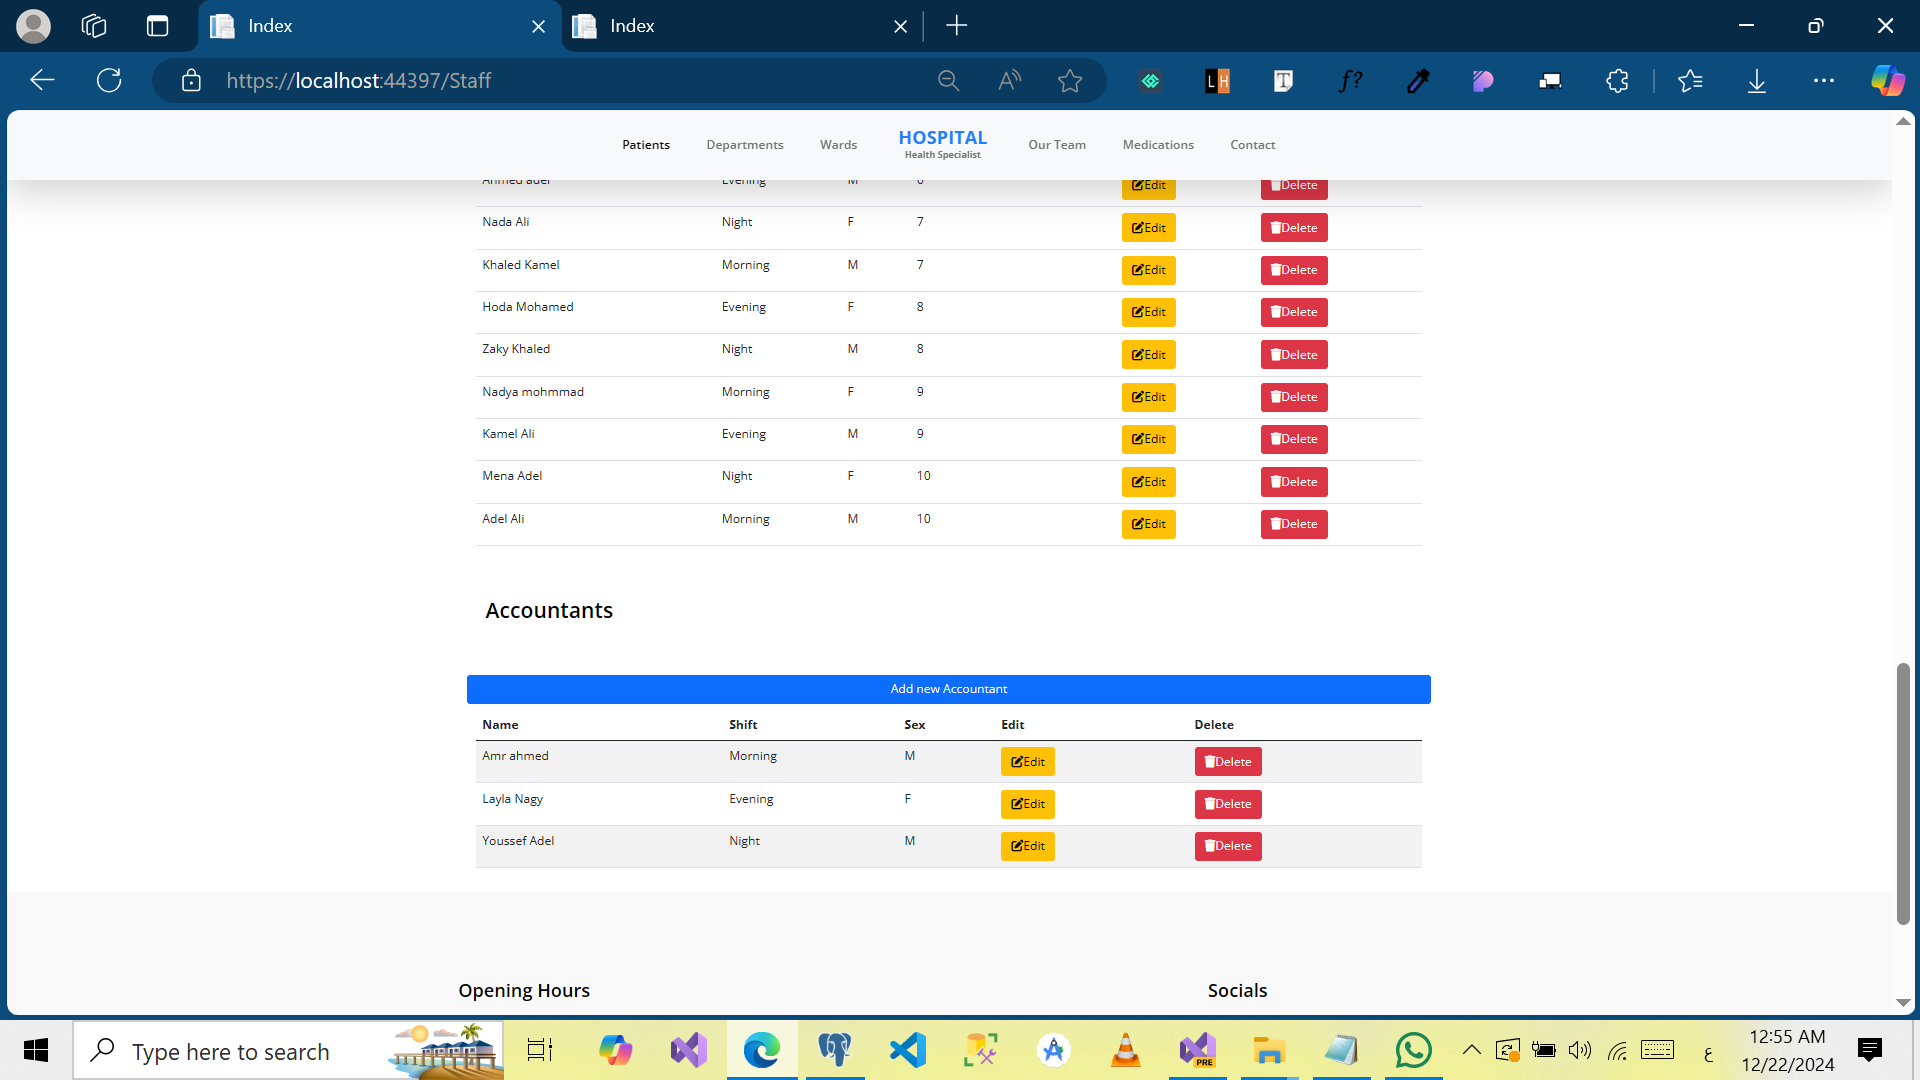 Index
Index
https://localhost:44397/Staff
Patients Departments Wards HOSPITAL Our Team Medications Contact
Health Specialist
Ahmed adel Evening M 6 Edit Delete
Nada Ali Night F 7 Edit Delete
Khaled Kamel Morning M 7 Edit Delete
Hoda Mohamed Evening F 8 Edit Delete
Zaky Khaled Night M 8 Edit Delete
Nadya mohmmad Morning F 9 Edit Delete
Kamel Ali Evening M 9 Edit Delete
Mena Adel Night F 10 Edit Delete
Adel Ali Morning M 10 Edit Delete
Accountants
Add new Accountant
Name Shift Sex Edit Delete
Amr ahmed Morning M Edit Delete
Layla Nagy Evening F Edit Delete
Youssef Adel Night M Edit Delete
Opening Hours Socials
Type here to search
PRE
ع
12:55 AM
12/22/2024